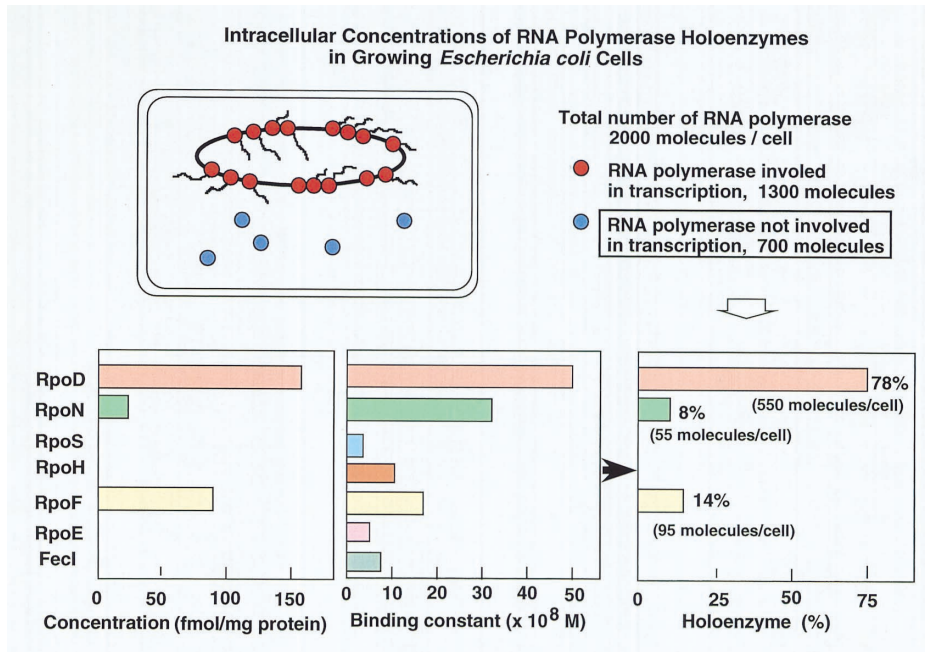 Intracellular Concentrations of RNA Polymerase Holoenzymes
in Growing Escherichia coli Cells
Total number of RNA polymerase
2000 molecules / cell
RNA polymerase involed
in transcription, 1300 molecules
RNA polymerase not involved
in transcription, 700 molecules
RpoD
RpoN
RpoS
RpoH
RpoF
RpoE
FecI
0 50 100 150
Concentration (fmol/mg protein)
0 10 20 30 40 50
Binding constant (x 10⁸ M)
78%
(550 molecules/cell)
8%
(55 molecules/cell)
14%
(95 molecules/cell)
0 25 50 75
Holoenzyme (%)